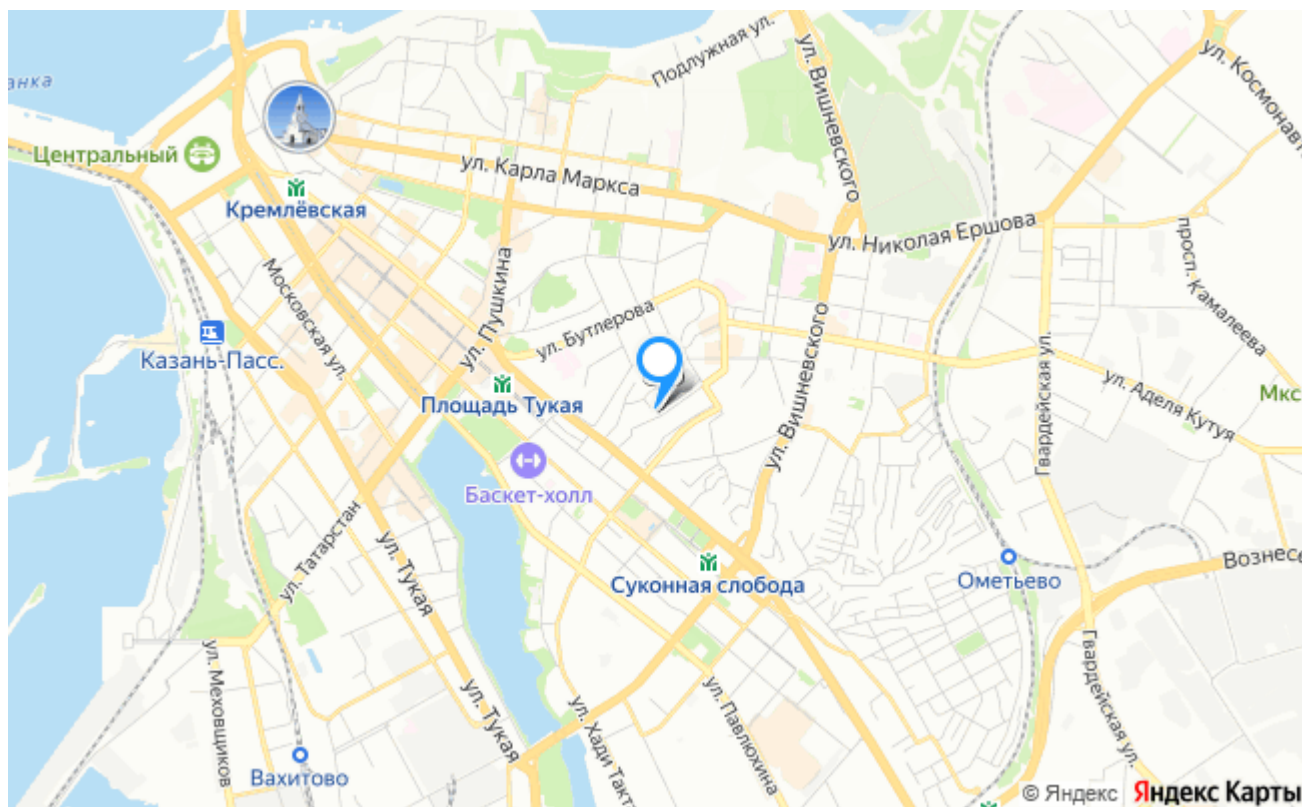 анка
Подлужная ул.
ул. Вишневского
ул. Космонавт
Центральный
ул. Карла Маркса
Кремлёвская
ул. Николая Ершова
просп. Камалеева
Московская ул.
ул. Пушкина
ул. Бутлерова
Казань-Пасс.
ул. Вишневского
Гвардейская ул.
ул. Аделя Кутуя
Мкс
Площадь Тукая
Баскет-холл
ул. Татарстан
ул. Тукая
Суконная слобода
Ометьево
Вознесе
ул. Меховщиков
ул. Тукая
ул. Хади Такт
ул. Павлюхина
Гвардейская ул.
Вахитово
© Яндекс Яндекс Карты